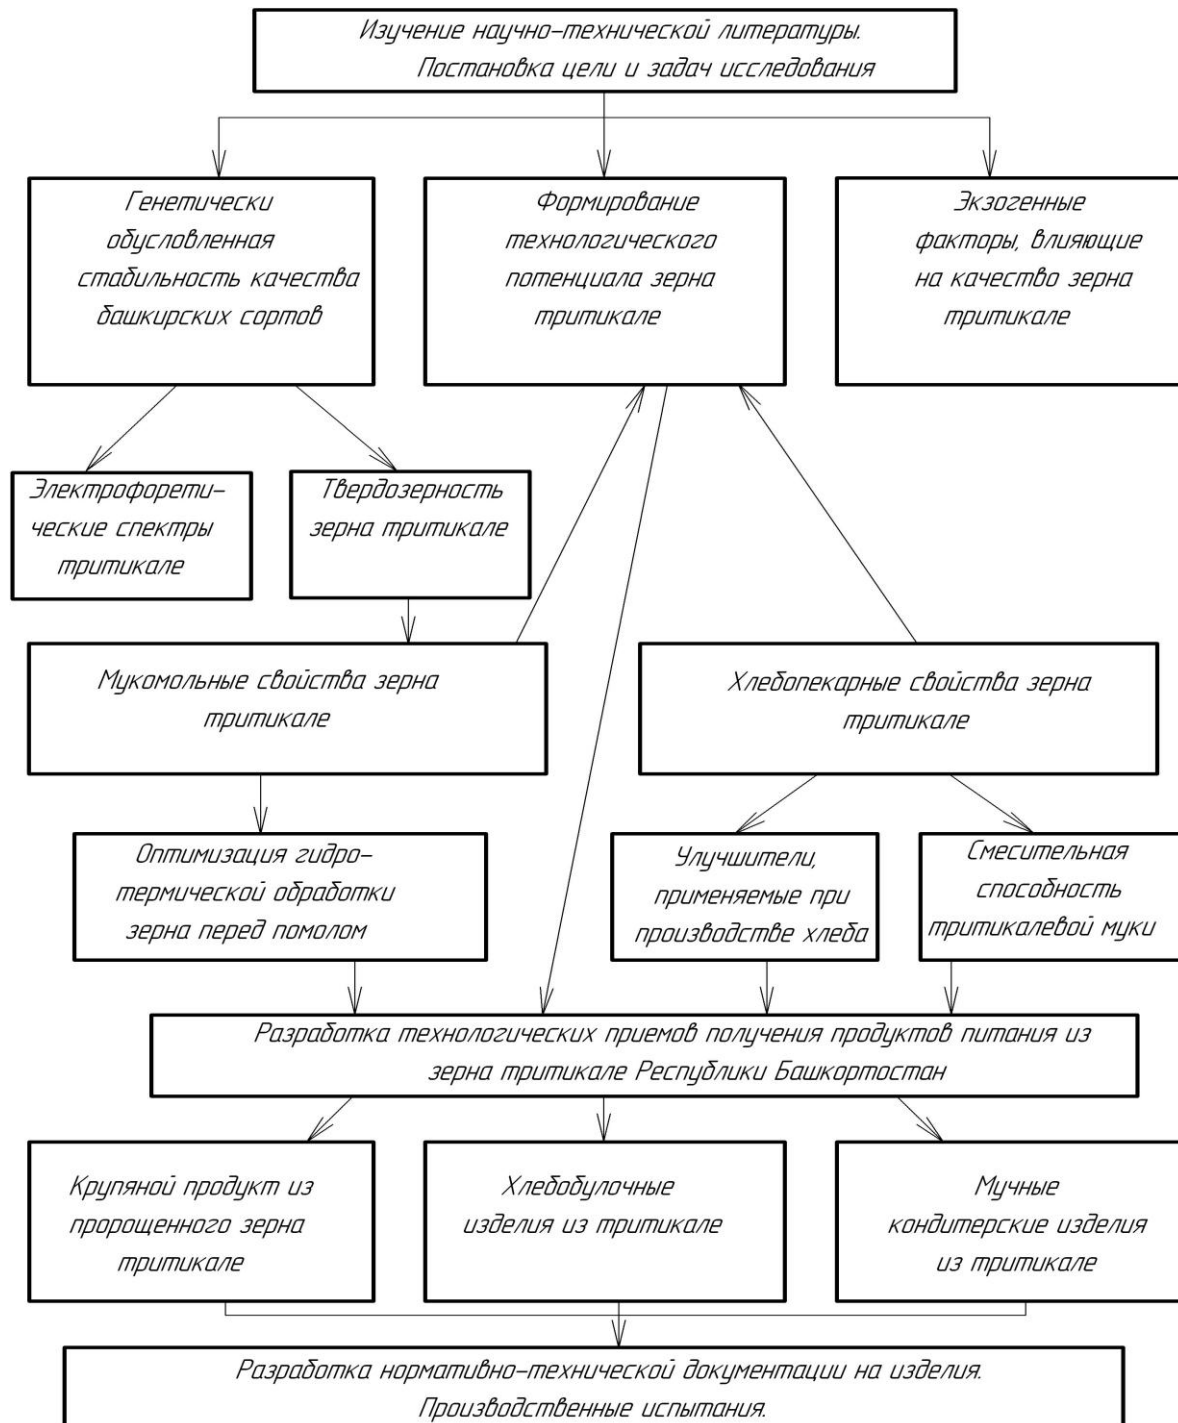 Изучение научно-технической литературы.
Постановка цели и задач исследования
Генетически
обусловленная
стабильность качества
башкирских сортов
Формирование
технологического
потенциала зерна
тритикале
Экзогенные
факторы, влияющие
на качество зерна
тритикале
Электрофорети-
ческие спектры
тритикале
Твердозерность
зерна тритикале
Мукомольные свойства зерна
тритикале
Хлебопекарные свойства зерна
тритикале
Оптимизация гидро-
термической обработки
зерна перед помолом
Улучшители,
применяемые при
производстве хлеба
Смесительная
способность
тритикалевой муки
Разработка технологических приемов получения продуктов питания из
зерна тритикале Республики Башкортостан
Крупяной продукт из
пророщенного зерна
тритикале
Хлебобулочные
изделия из тритикале
Мучные
кондитерские изделия
из тритикале
Разработка нормативно-технической документации на изделия.
Производственные испытания.